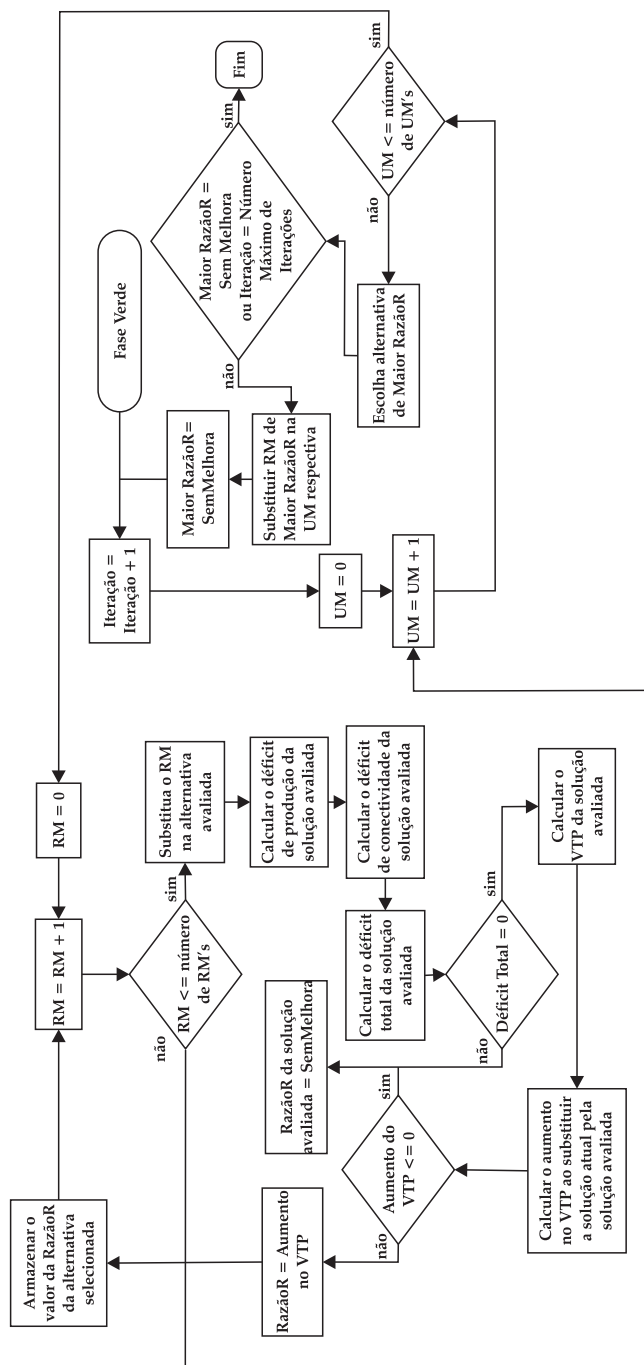 Fase Verde
Iteração =
Iteração + 1
UM = 0
UM = UM + 1
UM <= número
de UM's
sim
não
Escolha alternativa
de Maior RazãoR
Maior RazãoR =
Sem Melhora
ou Iteração = Número
Máximo de
Iterações
sim
Fim
não
Substituir RM de
Maior RazãoR na
UM respectiva
Maior RazãoR=
SemMelhora
RM = 0
RM = RM + 1
RM <= número
de RM's
sim
não
Substitua o RM
na alternativa
avaliada
Calcular o déficit
de produção da
solução avaliada
Calcular o déficit
de conectividade da
solução avaliada
Calcular o déficit
total da solução
avaliada
Déficit Total = 0
sim
não
Calcular o
VTP da solução
avaliada
Calcular o aumento
no VTP ao substituir
a solução atual pela
solução avaliada
Aumento do
VTP <= 0
sim
não
RazãoR da solução
avaliada = SemMelhora
RazãoR = Aumento
no VTP
Armazenar o
valor da RazãoR
da alternativa
selecionada